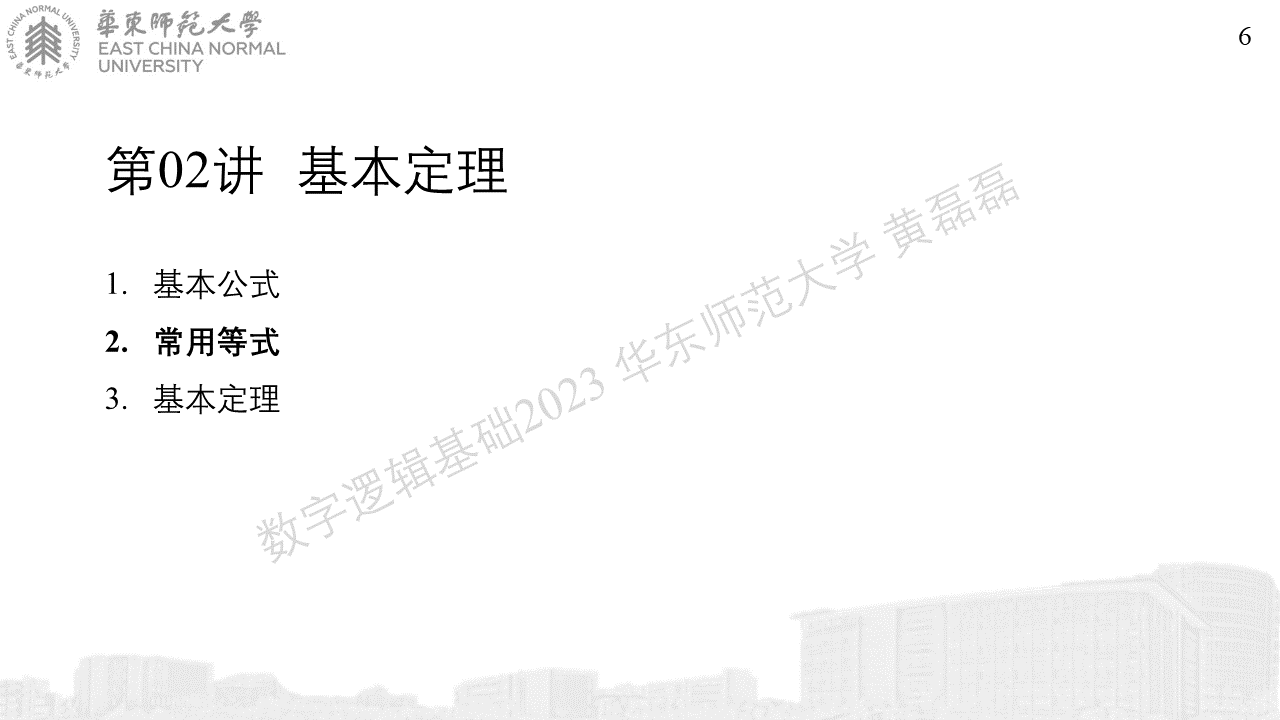 EAST CHINA NORMAL UNIVERSITY
華東師范大學
華東師范大學
EAST CHINA NORMAL
UNIVERSITY
6
第02讲 基本定理
1. 基本公式
2. 常用等式
3. 基本定理
数字逻辑基础2023 华东师范大学 黄磊磊